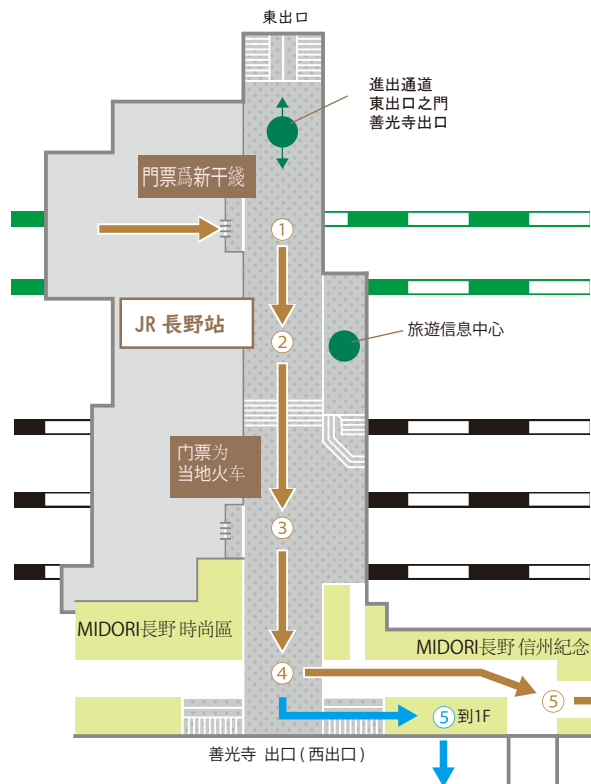 東出口
進出通道
東出口之門
善光寺出口
門票爲新干綫
①
JR 長野站
②
旅遊信息中心
门票为
当地火车
③
MIDORI長野 時尚區
MIDORI長野 信州紀念
④
⑤
⑤到1F
善光寺 出口 ( 西出口 )